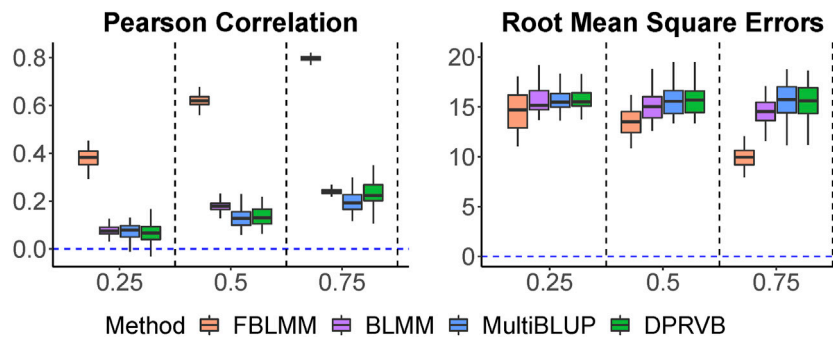 Pearson Correlation
Root Mean Square Errors
0.8
0.6
0.4
0.2
0.0
0.25 0.5 0.75
20
15
10
5
0
0.25 0.5 0.75
Method FBLMM BLMM MultiBLUP DPRVB